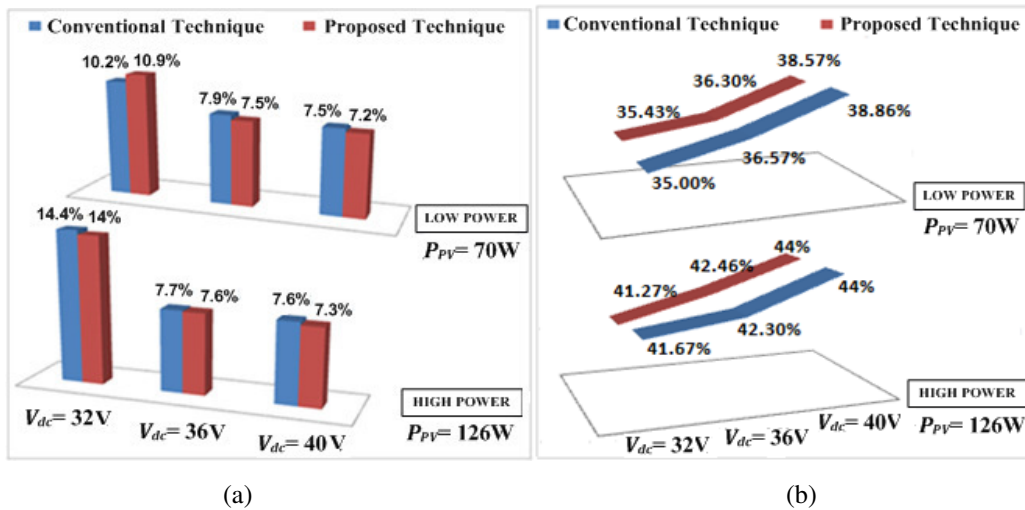 Conventional Technique Proposed Technique
10.2% 10.9%
7.9% 7.5%
7.5% 7.2%
LOW POWER
PPV= 70W
14.4% 14%
7.7% 7.6%
7.6% 7.3%
HIGH POWER
PPV= 126W
Vdc= 32V
Vdc= 36V
Vdc= 40V
(a)
Conventional Technique Proposed Technique
38.57%
36.30%
35.43%
38.86%
36.57%
35.00%
LOW POWER
PPV= 70W
44%
42.46%
41.27%
44%
42.30%
41.67%
HIGH POWER
PPV= 126W
Vdc= 32V
Vdc= 36V
Vdc= 40V
(b)